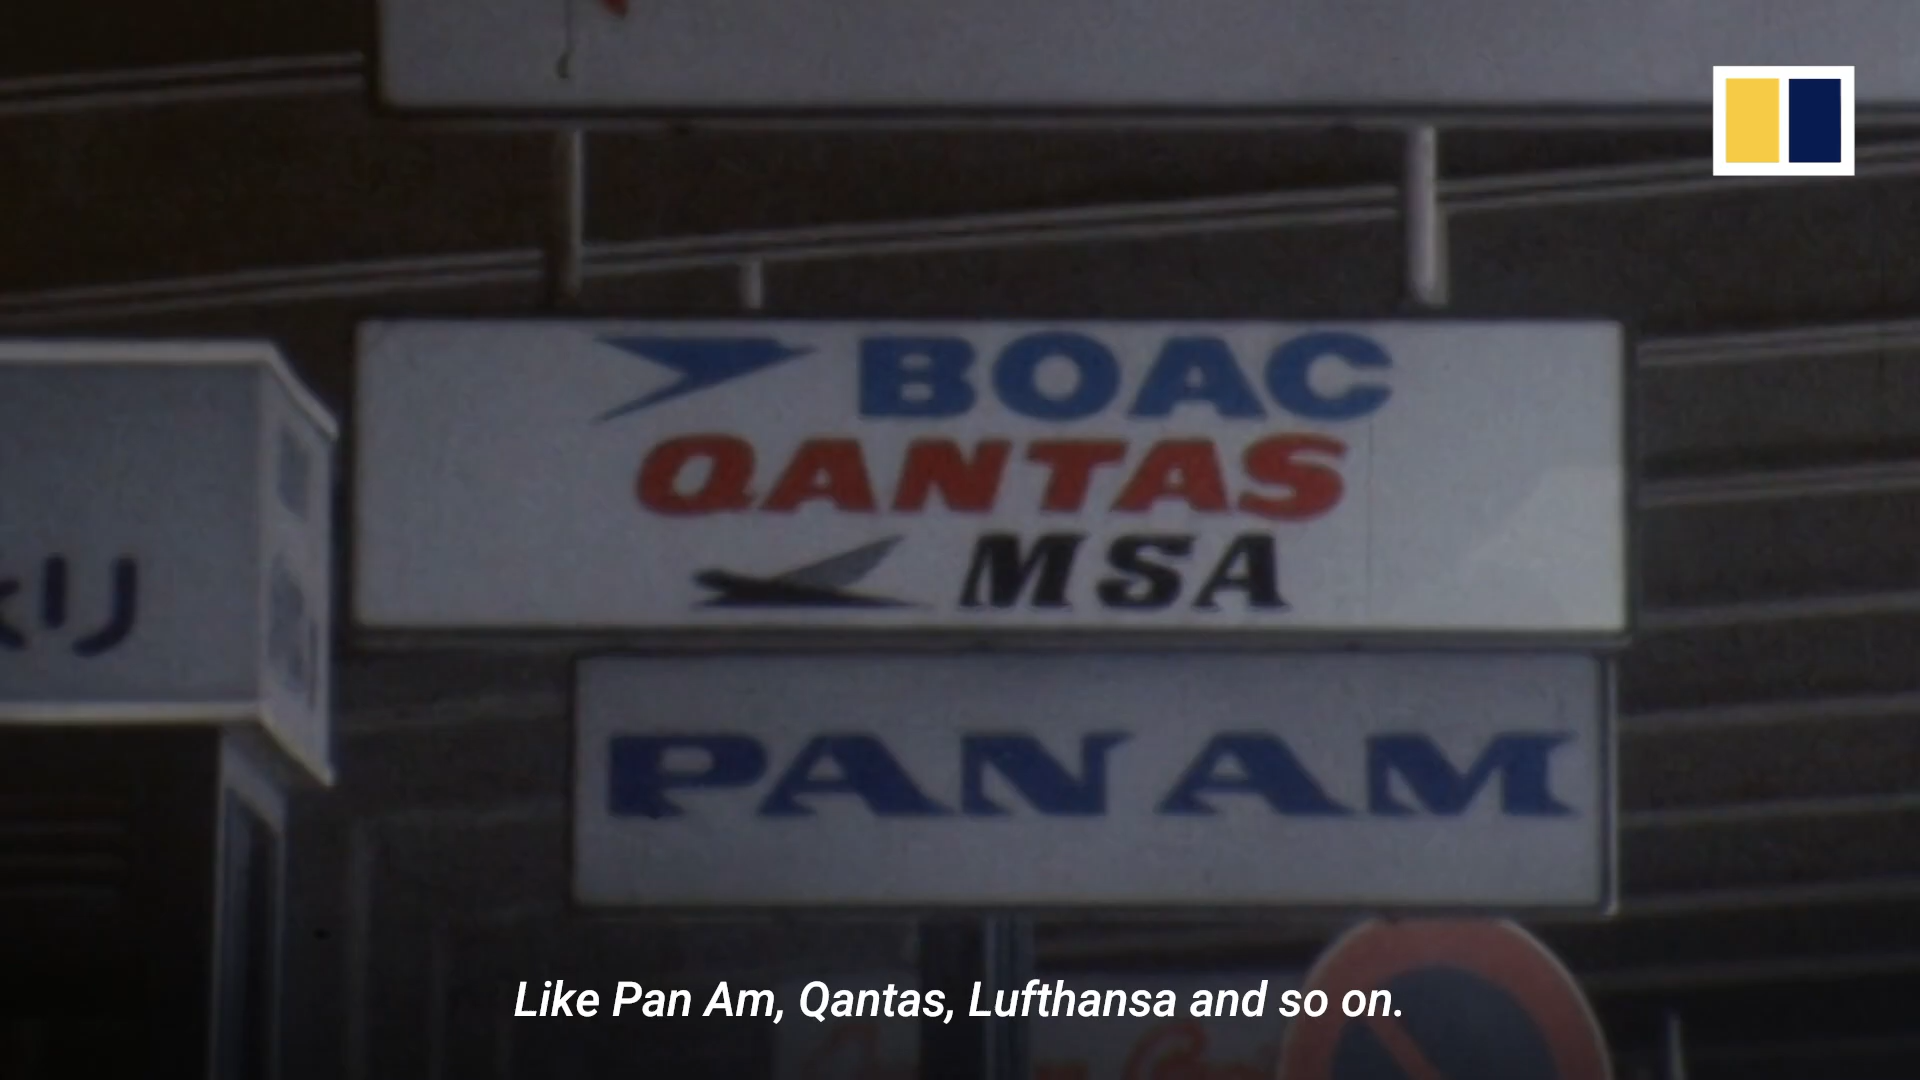 BOAC
QANTAS
MSA
PAN AM
Like Pan Am, Qantas, Lufthansa and so on.